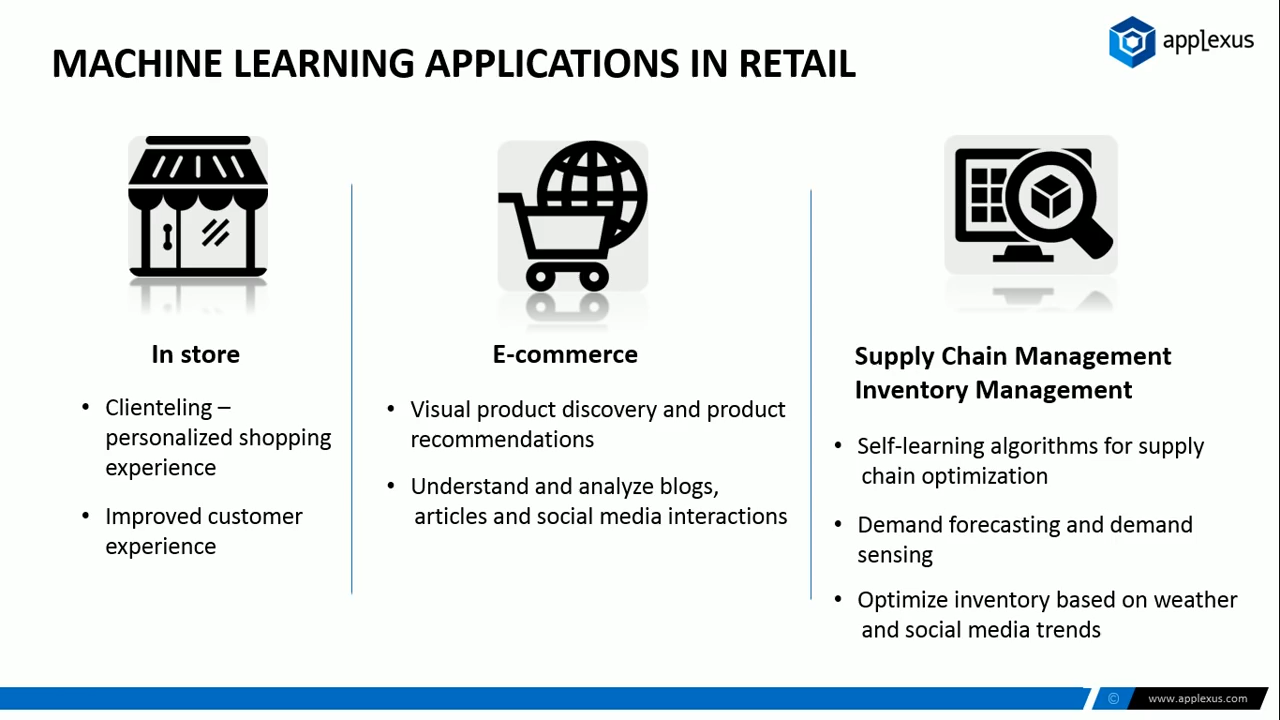 MACHINE LEARNING APPLICATIONS IN RETAIL
applexus
In store
• Clienteling –
personalized shopping
experience
• Improved customer
experience
E-commerce
• Visual product discovery and product
recommendations
• Understand and analyze blogs,
articles and social media interactions
Supply Chain Management
Inventory Management
• Self-learning algorithms for supply
chain optimization
• Demand forecasting and demand
sensing
• Optimize inventory based on weather
and social media trends
©
www.applexus.com